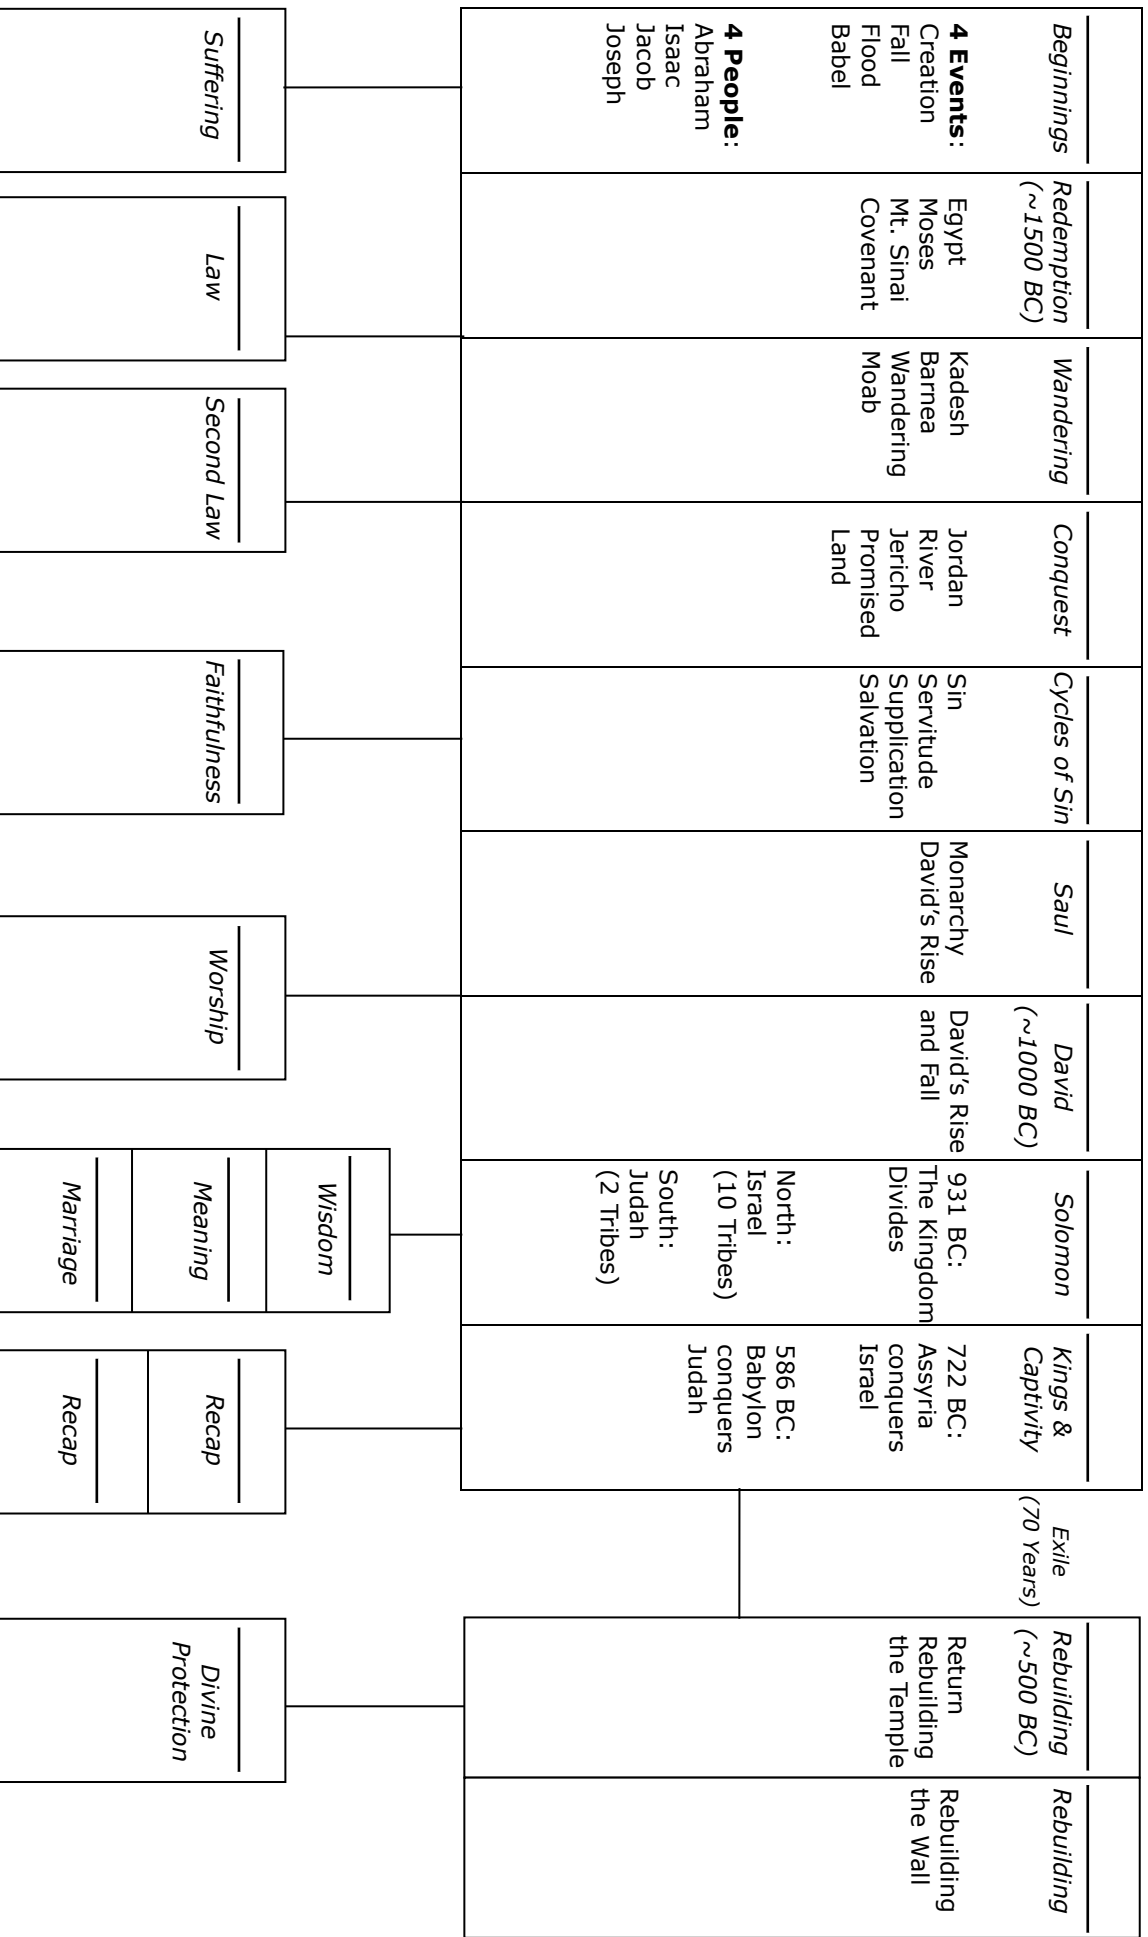 Beginnings
4 Events:
Creation
Fall
Flood
Babel
4 People:
Abraham
Isaac
Jacob
Joseph
Redemption
(~1500 BC)
Egypt
Moses
Mt. Sinai
Covenant
Wandering
Kadesh
Barnea
Wandering
Moab
Conquest
Jordan
River
Jericho
Promised
Land
Cycles of Sin
Sin
Servitude
Supplication
Salvation
Saul
Monarchy
David's Rise
David
(~1000 BC)
David's Rise
and Fall
Solomon
931 BC:
The Kingdom
Divides
North:
Israel
(10 Tribes)
South:
Judah
(2 Tribes)
Kings &
Captivity
722 BC:
Assyria
conquers
Israel
586 BC:
Babylon
conquers
Judah
Exile
(70 Years)
Rebuilding
(~500 BC)
Return
Rebuilding
the Temple
Rebuilding
Rebuilding
the Wall
Suffering
Law
Second Law
Faithfulness
Worship
Wisdom
Meaning
Marriage
Recap
Recap
Divine
Protection